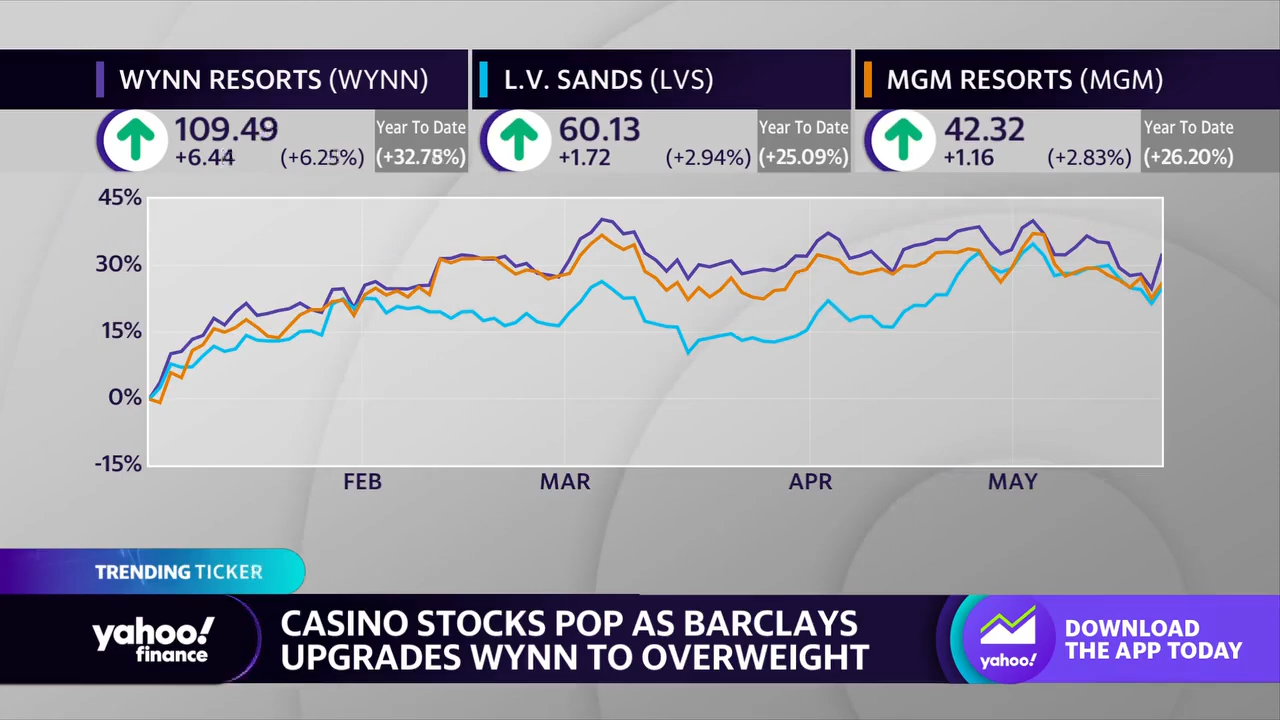 WYNN RESORTS (WYNN)
109.49
+6.44 (+6.25%)
Year To Date
(+32.78%)
L.V. SANDS (LVS)
60.13
+1.72 (+2.94%)
Year To Date
(+25.09%)
MGM RESORTS (MGM)
42.32
+1.16 (+2.83%)
Year To Date
(+26.20%)
45%
30%
15%
0%
-15%
FEB MAR APR MAY
TRENDING TICKER
yahoo!
finance
CASINO STOCKS POP AS BARCLAYS
UPGRADES WYNN TO OVERWEIGHT
yahoo!
DOWNLOAD
THE APP TODAY